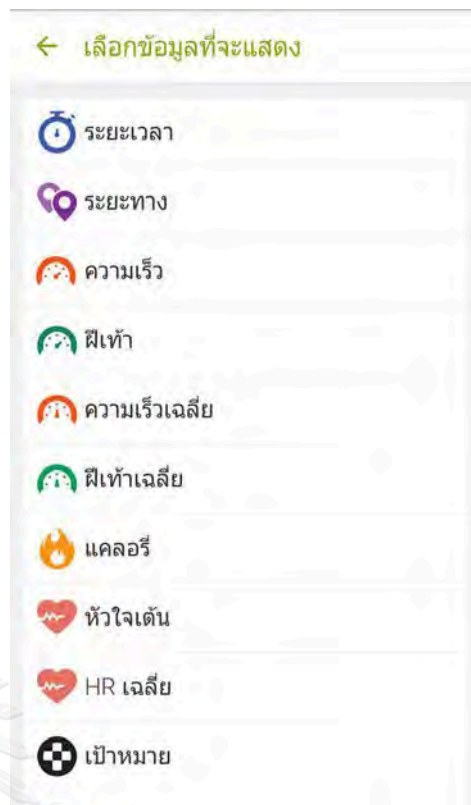 เลือกข้อมูลที่จะแสดง
ระยะเวลา
ระยะทาง
ความเร็ว
ฝีเท้า
ความเร็วเฉลี่ย
ฝีเท้าเฉลี่ย
แคลอรี่
หัวใจเต้น
HR เฉลี่ย
เป้าหมาย